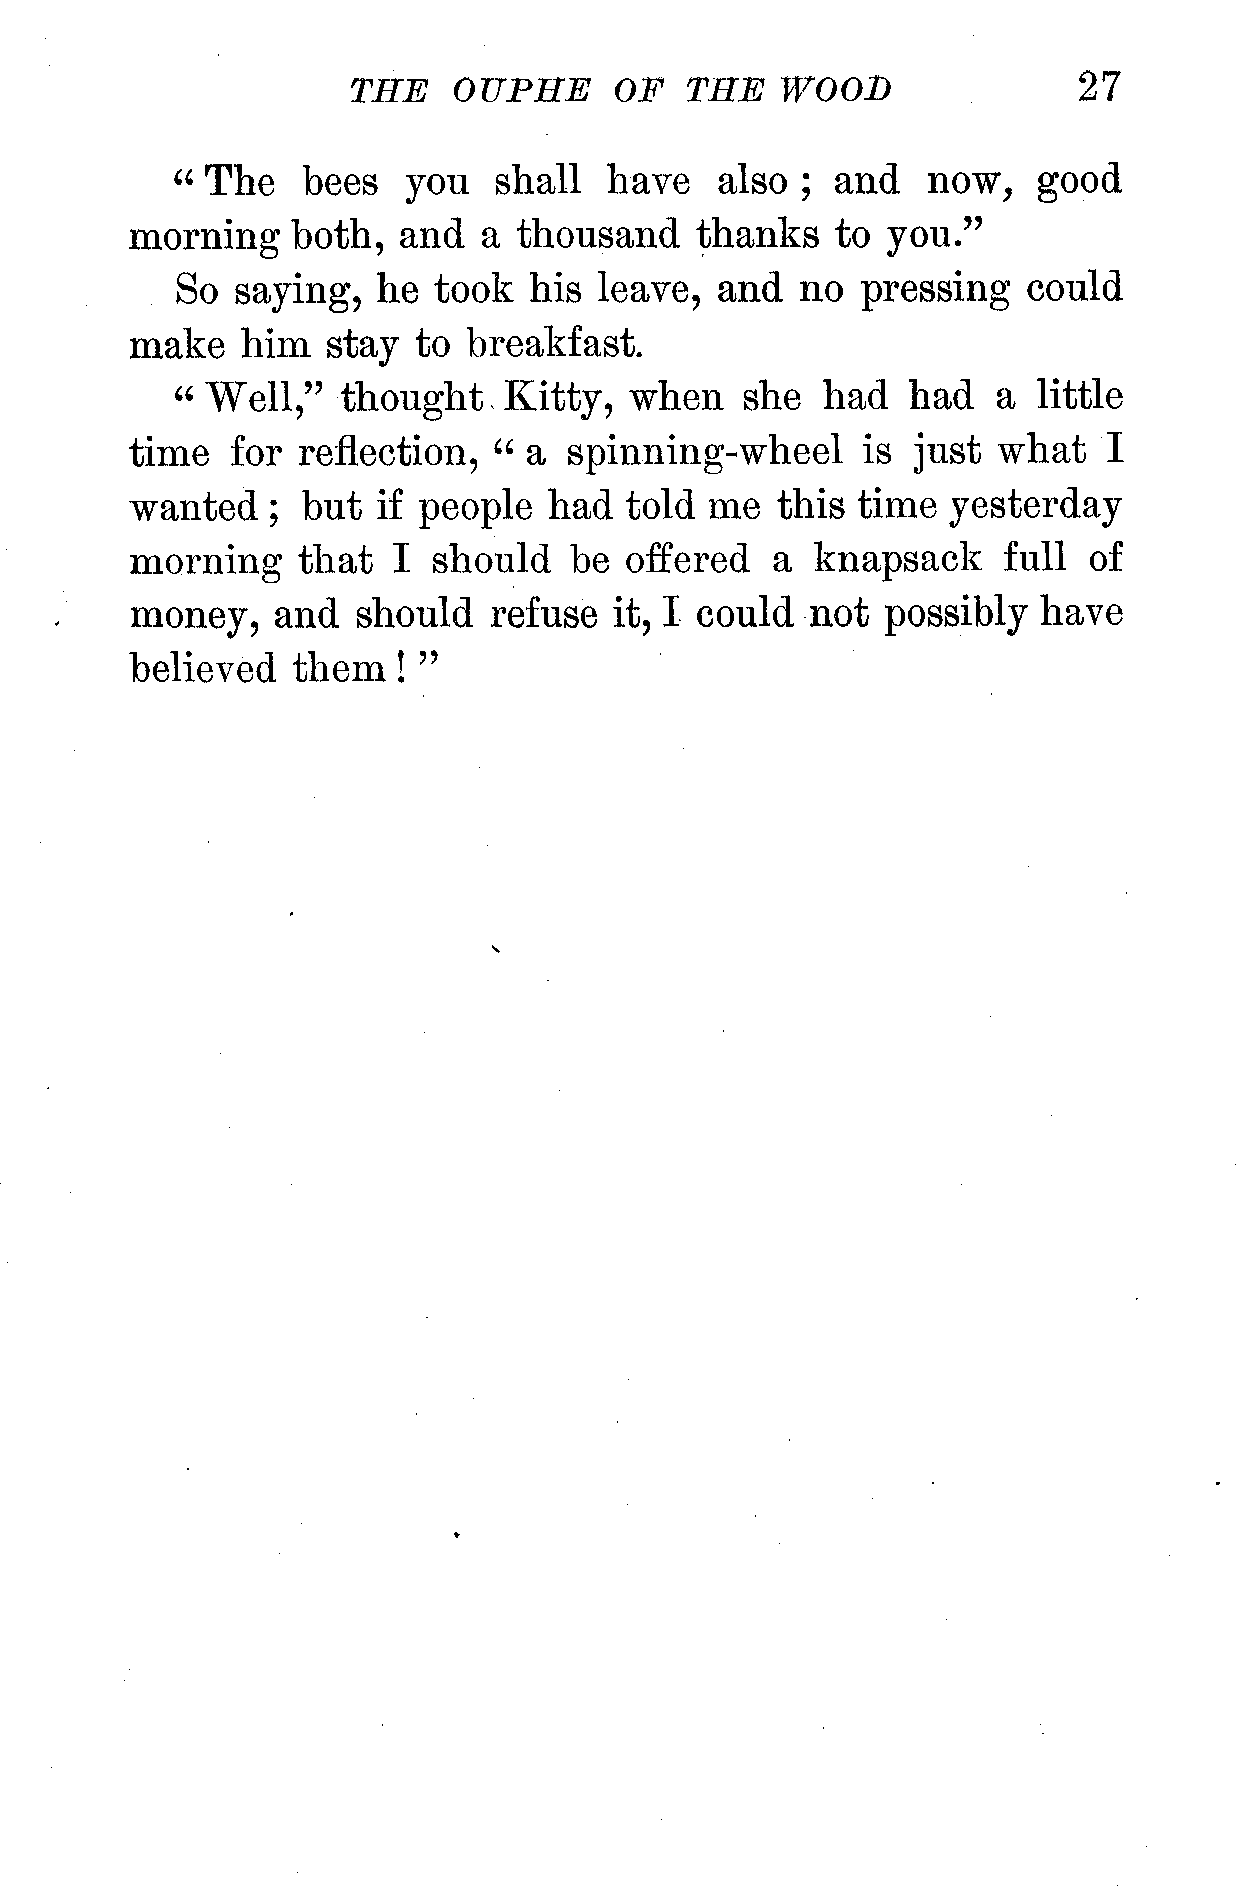 THE OUPHE OF THE WOOD 27
“ The bees you shall have also ; and now, good
morning both, and a thousand thanks to you.”
So saying, he took his leave, and no pressing could
make him stay to breakfast.
“ Well,” thought Kitty, when she had had a little
time for reflection, “ a spinning-wheel is just what I
wanted ; but if people had told me this time yesterday
morning that I should be offered a knapsack full of
money, and should refuse it, I could not possibly have
believed them ! ”